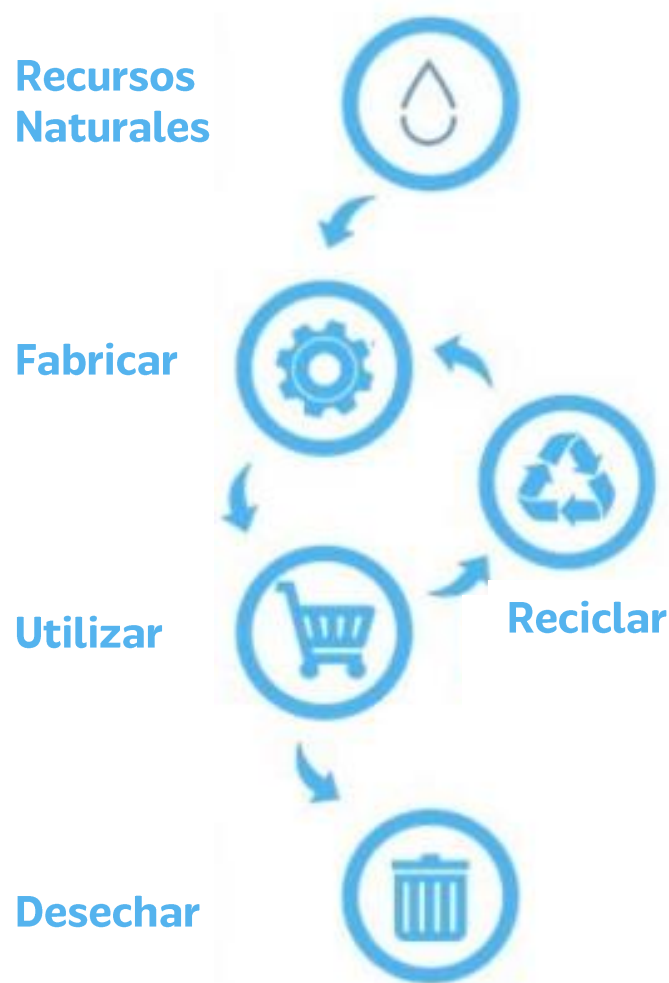 Recursos
Naturales
Fabricar
Utilizar
Reciclar
Desechar